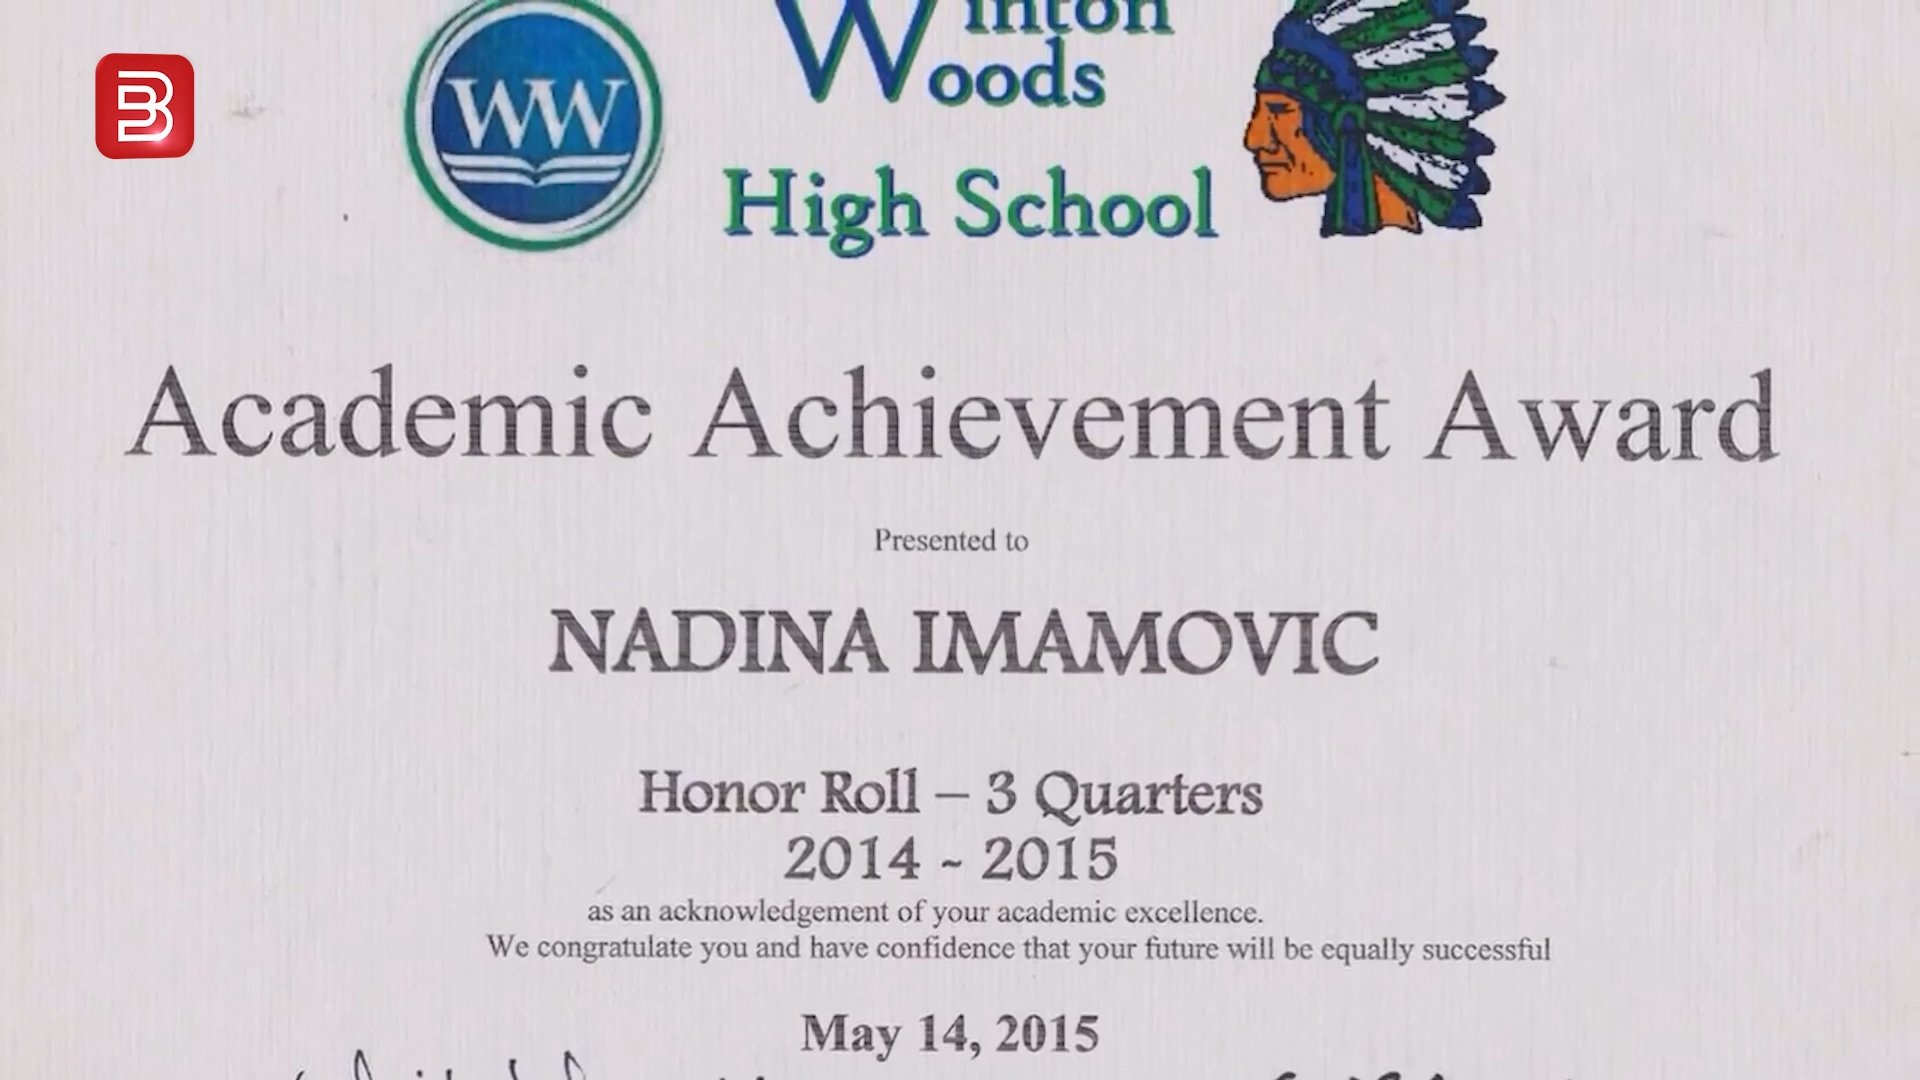 B
WW
Winton
Woods
High School
Academic Achievement Award
Presented to
NADINA IMAMOVIC
Honor Roll – 3 Quarters
2014 ~ 2015
as an acknowledgement of your academic excellence.
We congratulate you and have confidence that your future will be equally successful
May 14, 2015